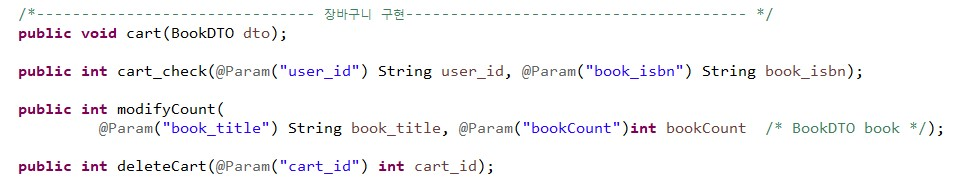 /*------------------------------ 장바구니 구현------------------------------------- */
public void cart(BookDTO dto);
public int cart_check(@Param("user_id") String user_id, @Param("book_isbn") String book_isbn);
public int modifyCount(
@Param("book_title") String book_title, @Param("bookCount")int bookCount /* BookDTO book */);
public int deleteCart(@Param("cart_id") int cart_id);